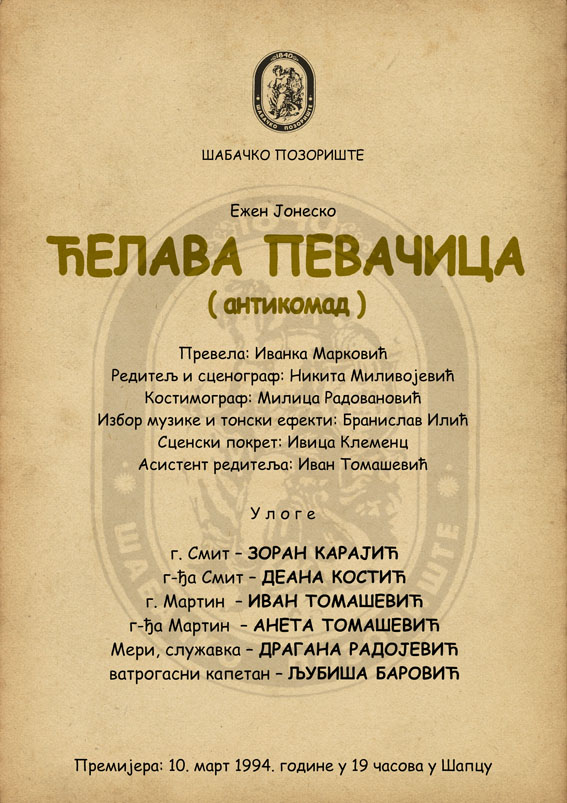 1840
ШАБАЧКО ПОЗОРИШТЕ
ШАБАЧКО ПОЗОРИШТЕ
Ежен Јонеско
ЋЕЛАВА ПЕВАЧИЦА
( антикомад )
Превела: Иванка Марковић
Редитељ и сценограф: Никита Миливојевић
Костимограф: Милица Радовановић
Избор музике и тонски ефекти: Бранислав Илић
Сценски покрет: Ивица Клеменц
Асистент редитеља: Иван Томашевић
У л о г е
г. Смит – ЗОРАН КАРАЈИЋ
г-ђа Смит – ДЕАНА КОСТИЋ
г. Мартин – ИВАН ТОМАШЕВИЋ
г-ђа Мартин – АНЕТА ТОМАШЕВИЋ
Мери, служавка – ДРАГАНА РАДОЈЕВИЋ
ватрогасни капетан – ЉУБИША БАРОВИЋ
Премијера: 10. март 1994. године у 19 часова у Шапцу